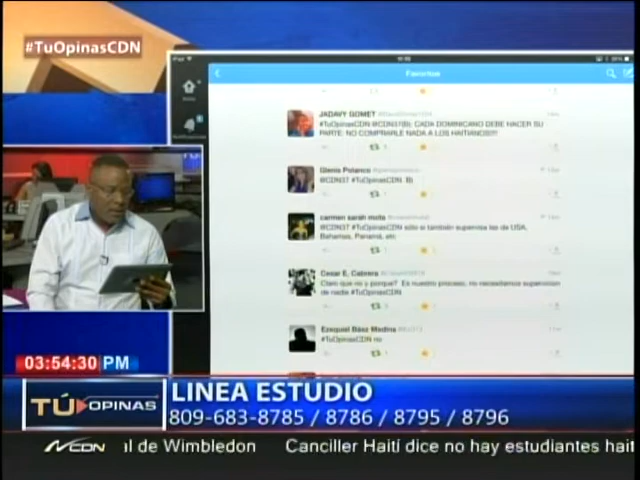 #TuOpinasCDN
Favoritos
JADAVY GOMET
#TuOpinasCDN @CDN37(B): CADA DOMINICANO DEBE HACER SU
PARTE: NO COMPRARLE NADA A LOS HAITIANOS!!!!
Glenis Polanco
@CDN37 #TuOpinasCDN B)
carmen sarah mota
@CDN37 #TuOpinasCDN sólo si también supervisa las de USA,
Bahamas, Panamá, etc
Cesar E. Cabrera
Claro que no y porque? Es nuestro proceso, no necesitamos supervision
de nadie #TuOpinasCDN
Ezequiel Báez Medina
#TuOpinasCDN no
03:54:30 PM
TÚ OPINAS
LINEA ESTUDIO
809-683-8785 / 8786 / 8795 / 8796
CDN
al de Wimbledon Canciller Haití dice no hay estudiantes hait